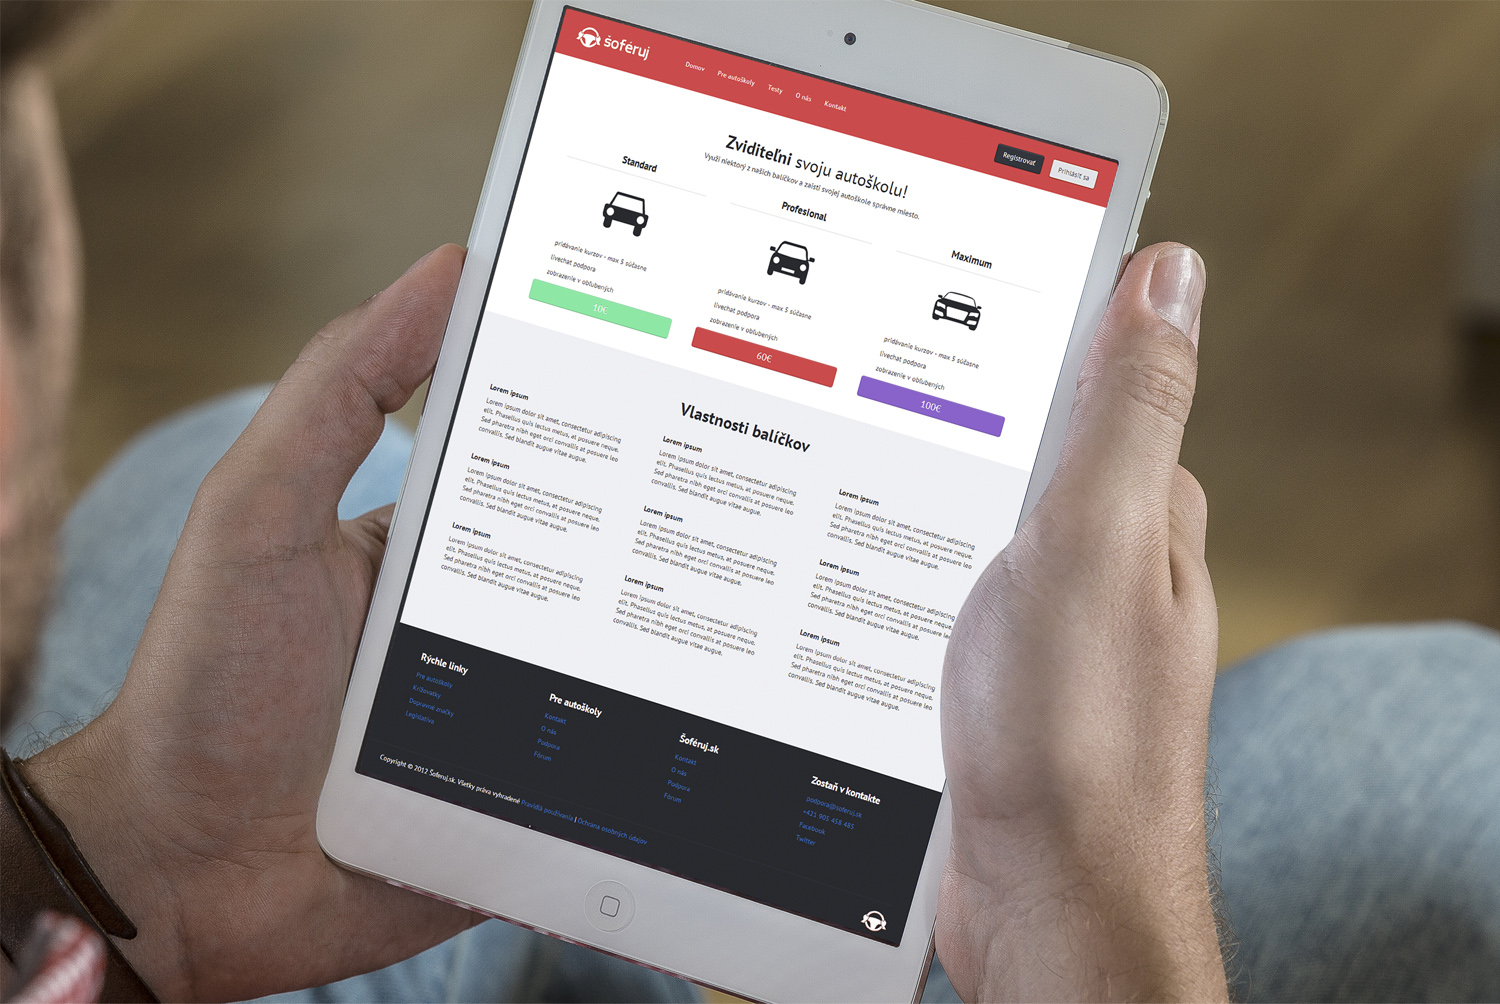 šoféruj
Domov
Pre autoškoly
Testy
O nás
Kontakt
Registrovať
Prihlásiť sa
Zviditeľni svoju autoškolu!
Využi niektorý z našich balíčkov a zaisti svojej autoškole správne miesto.
Standard
pridávanie kurzov - max 5 súčasne
livechat podpora
zobrazenie v obľubených
10€
Profesional
pridávanie kurzov - max 5 súčasne
livechat podpora
zobrazenie v obľubených
60€
Maximum
pridávanie kurzov - max 5 súčasne
livechat podpora
zobrazenie v obľubených
100€
Vlastnosti balíčkov
Lorem ipsum
Lorem ipsum dolor sit amet, consectetur adipiscing
elit. Phasellus quis lectus metus, at posuere neque.
Sed pharetra nibh eget orci convallis at posuere leo
convallis. Sed blandit augue vitae augue.
Lorem ipsum
Lorem ipsum dolor sit amet, consectetur adipiscing
elit. Phasellus quis lectus metus, at posuere neque.
Sed pharetra nibh eget orci convallis at posuere leo
convallis. Sed blandit augue vitae augue.
Lorem ipsum
Lorem ipsum dolor sit amet, consectetur adipiscing
elit. Phasellus quis lectus metus, at posuere neque.
Sed pharetra nibh eget orci convallis at posuere leo
convallis. Sed blandit augue vitae augue.
Lorem ipsum
Lorem ipsum dolor sit amet, consectetur adipiscing
elit. Phasellus quis lectus metus, at posuere neque.
Sed pharetra nibh eget orci convallis at posuere leo
convallis. Sed blandit augue vitae augue.
Lorem ipsum
Lorem ipsum dolor sit amet, consectetur adipiscing
elit. Phasellus quis lectus metus, at posuere neque.
Sed pharetra nibh eget orci convallis at posuere leo
convallis. Sed blandit augue vitae augue.
Lorem ipsum
Lorem ipsum dolor sit amet, consectetur adipiscing
elit. Phasellus quis lectus metus, at posuere neque.
Sed pharetra nibh eget orci convallis at posuere leo
convallis. Sed blandit augue vitae augue.
Lorem ipsum
Lorem ipsum dolor sit amet, consectetur adipiscing
elit. Phasellus quis lectus metus, at posuere neque.
Sed pharetra nibh eget orci convallis at posuere leo
convallis. Sed blandit augue vitae augue.
Lorem ipsum
Lorem ipsum dolor sit amet, consectetur adipiscing
elit. Phasellus quis lectus metus, at posuere neque.
Sed pharetra nibh eget orci convallis at posuere leo
convallis. Sed blandit augue vitae augue.
Lorem ipsum
Lorem ipsum dolor sit amet, consectetur adipiscing
elit. Phasellus quis lectus metus, at posuere neque.
Sed pharetra nibh eget orci convallis at posuere leo
convallis. Sed blandit augue vitae augue.
Rýchle linky
Pre autoškoly
Križovatky
Dopravné značky
Legislatíva
Pre autoškoly
Kontakt
O nás
Podpora
Fórum
Šoféruj.sk
Kontakt
O nás
Podpora
Fórum
Zostaň v kontakte
podpora@soferuj.sk
+421 905 458 485
Facebook
Twitter
Copyright © 2012 Šoferuj.sk. Všetky práva vyhradené Pravidlá používania | Ochrana osobných údajov